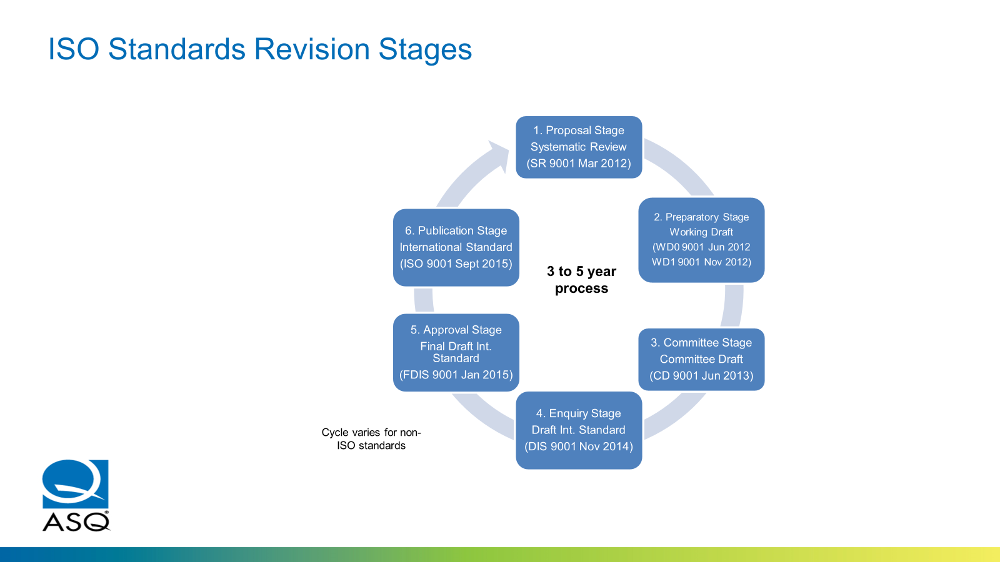 ISO Standards Revision Stages
1. Proposal Stage
Systematic Review
(SR 9001 Mar 2012)
2. Preparatory Stage
Working Draft
(WD0 9001 Jun 2012
WD1 9001 Nov 2012)
3. Committee Stage
Committee Draft
(CD 9001 Jun 2013)
4. Enquiry Stage
Draft Int. Standard
(DIS 9001 Nov 2014)
5. Approval Stage
Final Draft Int.
Standard
(FDIS 9001 Jan 2015)
6. Publication Stage
International Standard
(ISO 9001 Sept 2015)
3 to 5 year
process
Cycle varies for non-
ISO standards
ASQ®